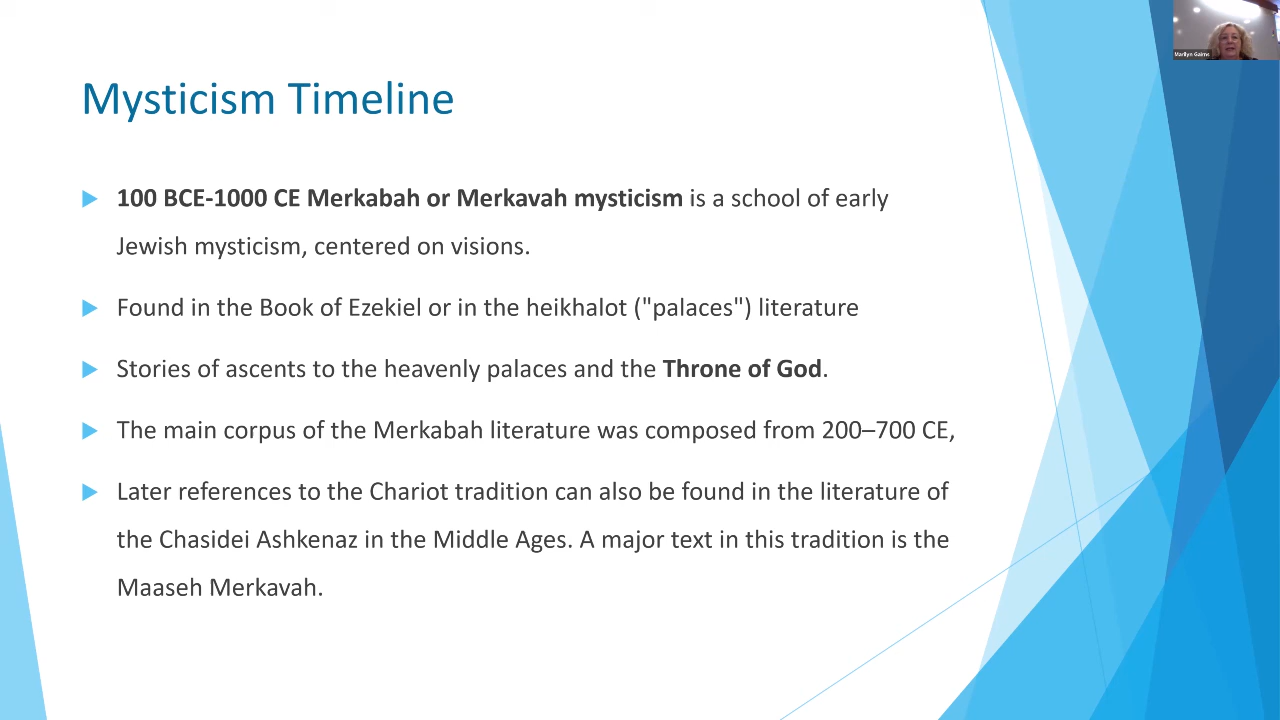 Marilyn Gairns
Mysticism Timeline
100 BCE-1000 CE Merkabah or Merkavah mysticism is a school of early
Jewish mysticism, centered on visions.
Found in the Book of Ezekiel or in the heikhalot ("palaces") literature
Stories of ascents to the heavenly palaces and the Throne of God.
The main corpus of the Merkabah literature was composed from 200–700 CE,
Later references to the Chariot tradition can also be found in the literature of
the Chasidei Ashkenaz in the Middle Ages. A major text in this tradition is the
Maaseh Merkavah.